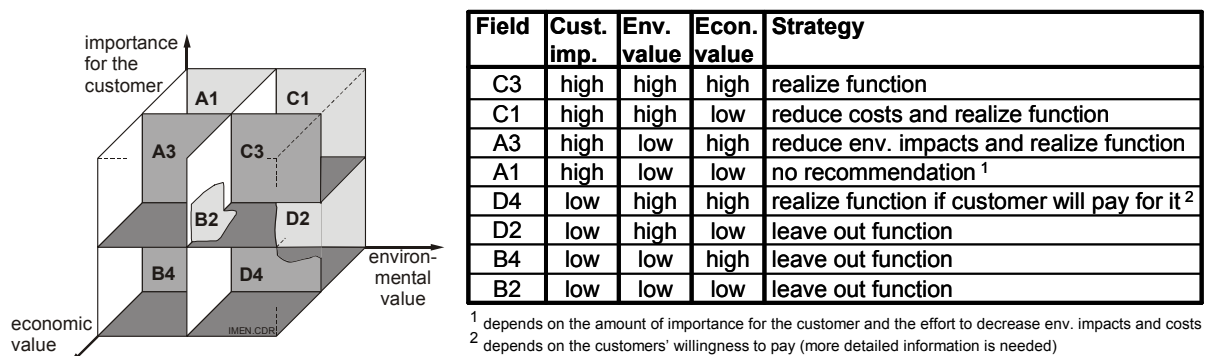 importance
for the
customer
A1
C1
A3
C3
B2
D2
environ-
mental
value
B4
D4
IMEN.CDR
economic
value
Field Cust. imp. Env. value Econ. value Strategy
C3 high high high realize function
C1 high high low reduce costs and realize function
A3 high low high reduce env. impacts and realize function
A1 high low low no recommendation 1
D4 low high high realize function if customer will pay for it 2
D2 low high low leave out function
B4 low low high leave out function
B2 low low low leave out function
1 depends on the amount of importance for the customer and the effort to decrease env. impacts and costs
2 depends on the customers' willingness to pay (more detailed information is needed)